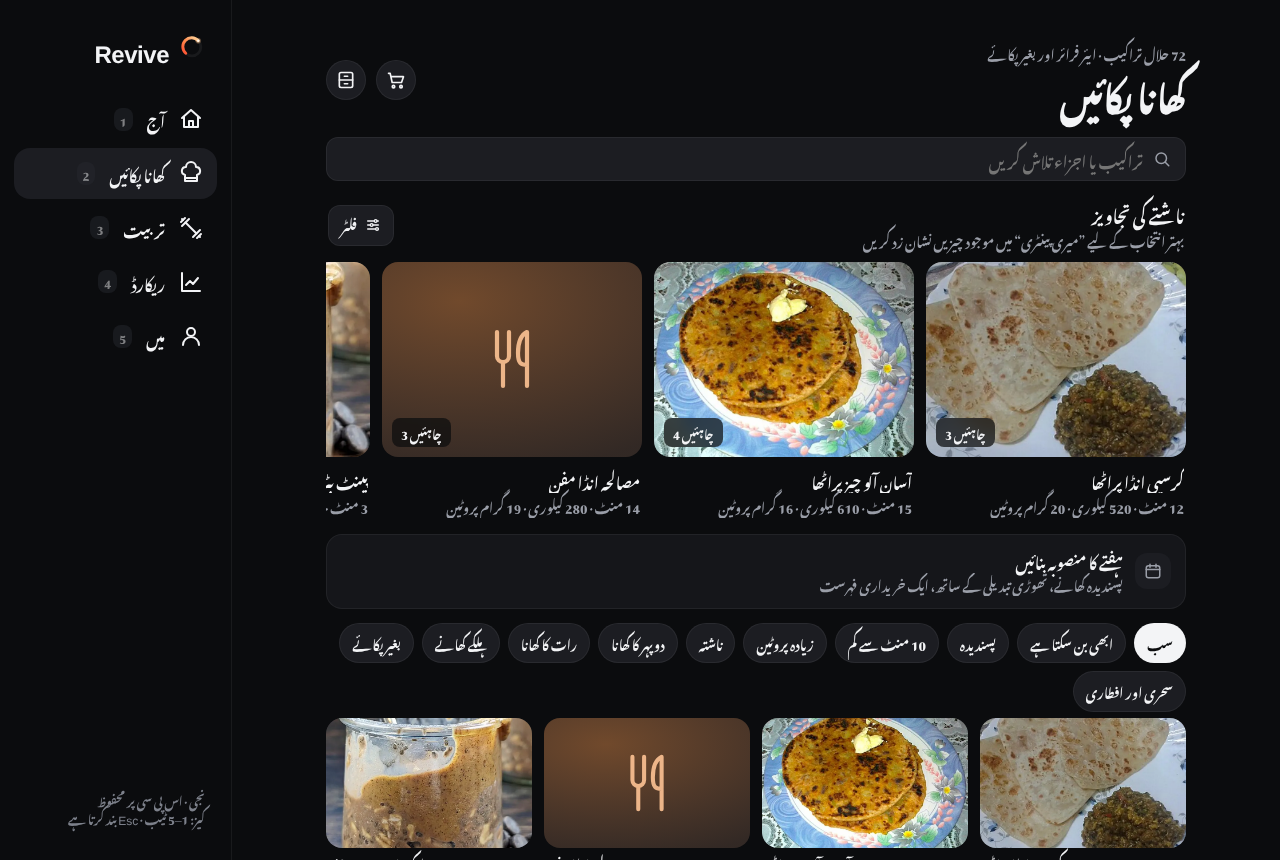 Revive
آج 1
کھانا پکائیں 2
تربیت 3
ریکارڈ 4
میں 5
نجی · اس پی سی پر محفوظ
کیز: 1–5 ٹیب · Esc بند کرتا ہے
72 حلال تراکیب · ایئر فرائر اور بغیر پکائے
کھانا پکائیں
تراکیب یا اجزاء تلاش کریں
ناشتے کی تجاویز
بہتر انتخاب کے لیے ”میری پینٹری“ میں موجود چیزیں نشان زد کریں
فلٹر
3 چاہئیں
4 چاہئیں
3 چاہئیں
کرسپی انڈا پراٹھا
12 منٹ · 520 کیلوری · 20 گرام پروٹین
آسان آلو چیز پراٹھا
15 منٹ · 610 کیلوری · 16 گرام پروٹین
مصالحہ انڈا مفن
14 منٹ · 280 کیلوری · 19 گرام پروٹین
پینٹ
3 منٹ ·
ہفتے کا منصوبہ بنائیں
پسندیدہ کھانے، تھوڑی تبدیلی کے ساتھ، ایک خریداری فہرست
سب
ابھی بن سکتا ہے
پسندیدہ
10 منٹ سے کم
زیادہ پروٹین
ناشتہ
دوپہر کا کھانا
رات کا کھانا
ہلکے کھانے
بغیر پکائے
سحری اور افطاری